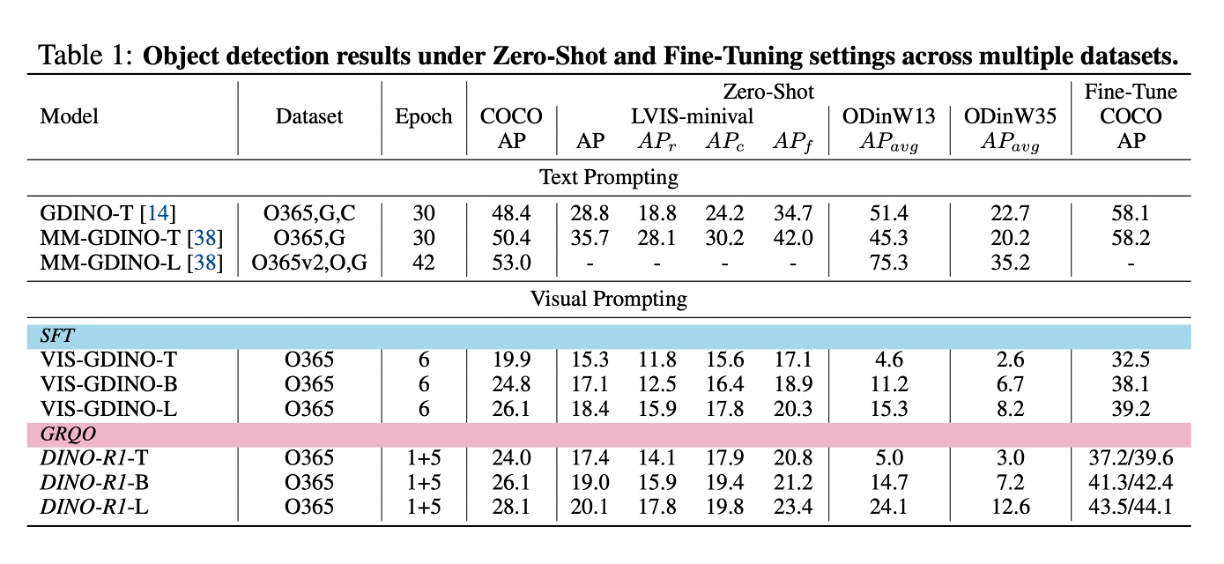 Table 1: Object detection results under Zero-Shot and Fine-Tuning settings across multiple datasets.
Zero-Shot Fine-Tune
Model Dataset Epoch COCO LVIS-minival ODinW13 ODinW35 COCO
AP AP APr APc APf APavg APavg AP
Text Prompting
GDINO-T [14] O365,G,C 30 48.4 28.8 18.8 24.2 34.7 51.4 22.7 58.1
MM-GDINO-T [38] O365,G 30 50.4 35.7 28.1 30.2 42.0 45.3 20.2 58.2
MM-GDINO-L [38] O365v2,O,G 42 53.0 - - - - 75.3 35.2 -
Visual Prompting
SFT
VIS-GDINO-T O365 6 19.9 15.3 11.8 15.6 17.1 4.6 2.6 32.5
VIS-GDINO-B O365 6 24.8 17.1 12.5 16.4 18.9 11.2 6.7 38.1
VIS-GDINO-L O365 6 26.1 18.4 15.9 17.8 20.3 15.3 8.2 39.2
GRQO
DINO-R1-T O365 1+5 24.0 17.4 14.1 17.9 20.8 5.0 3.0 37.2/39.6
DINO-R1-B O365 1+5 26.1 19.0 15.9 19.4 21.2 14.7 7.2 41.3/42.4
DINO-R1-L O365 1+5 28.1 20.1 17.8 19.8 23.4 24.1 12.6 43.5/44.1